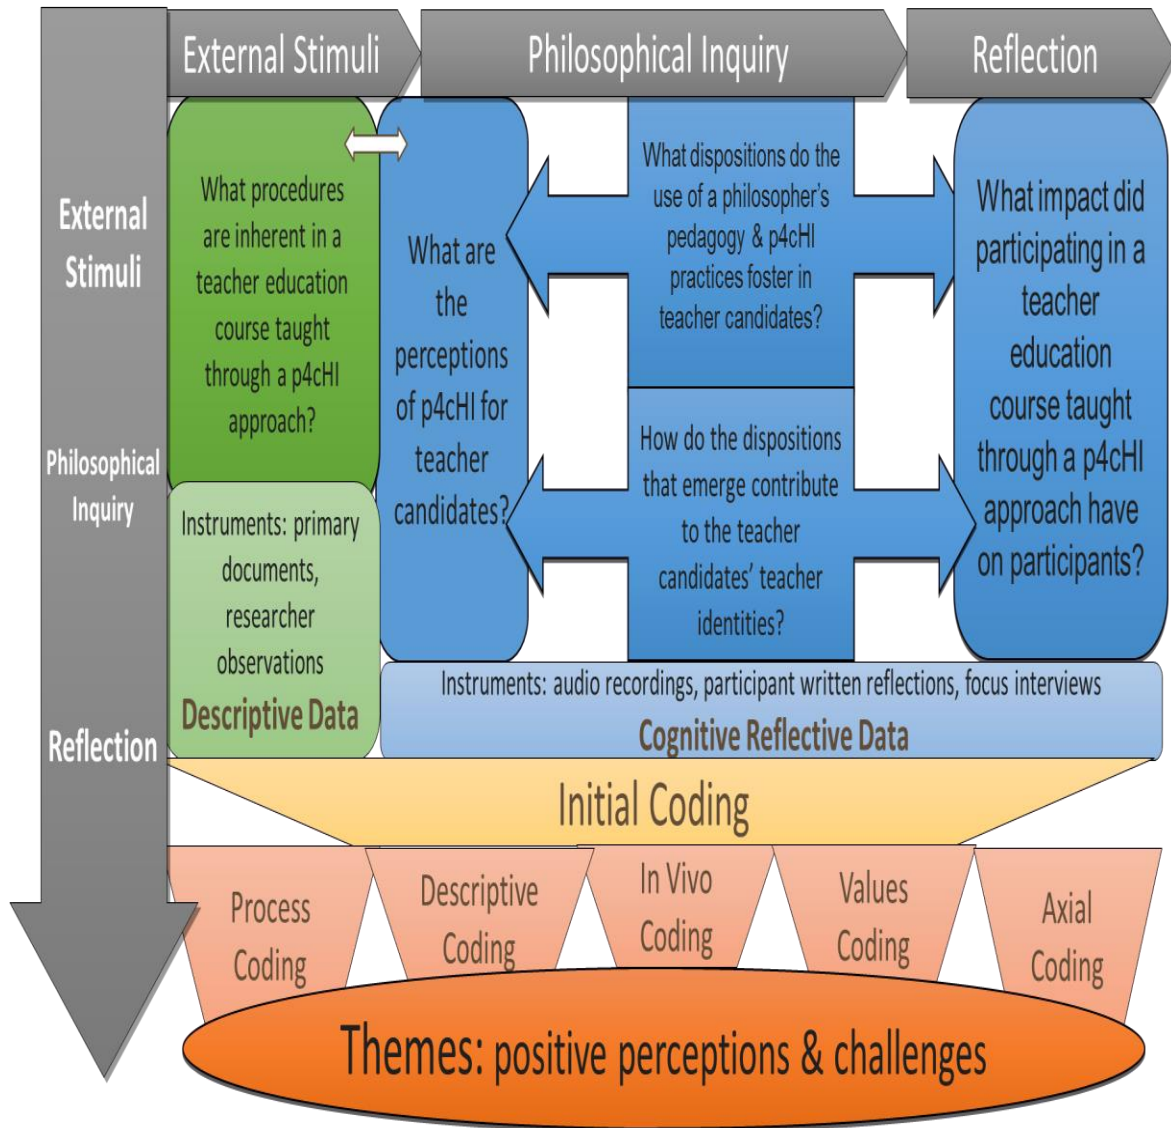 External Stimuli
Philosophical Inquiry
Reflection
External
Stimuli
Philosophical
Inquiry
Reflection
What procedures
are inherent in a
teacher education
course taught
through a p4cHI
approach?
What are
the
perceptions
of p4cHI for
teacher
candidates?
What dispositions do the
use of a philosopher's
pedagogy & p4cHI
practices foster in
teacher candidates?
How do the dispositions
that emerge contribute
to the teacher
candidates' teacher
identities?
What impact did
participating in a
teacher
education
course taught
through a p4cHI
approach have
on participants?
Instruments: primary
documents,
researcher
observations
Descriptive Data
Instruments: audio recordings, participant written reflections, focus interviews
Cognitive Reflective Data
Initial Coding
Process
Coding
Descriptive
Coding
In Vivo
Coding
Values
Coding
Axial
Coding
Themes: positive perceptions & challenges